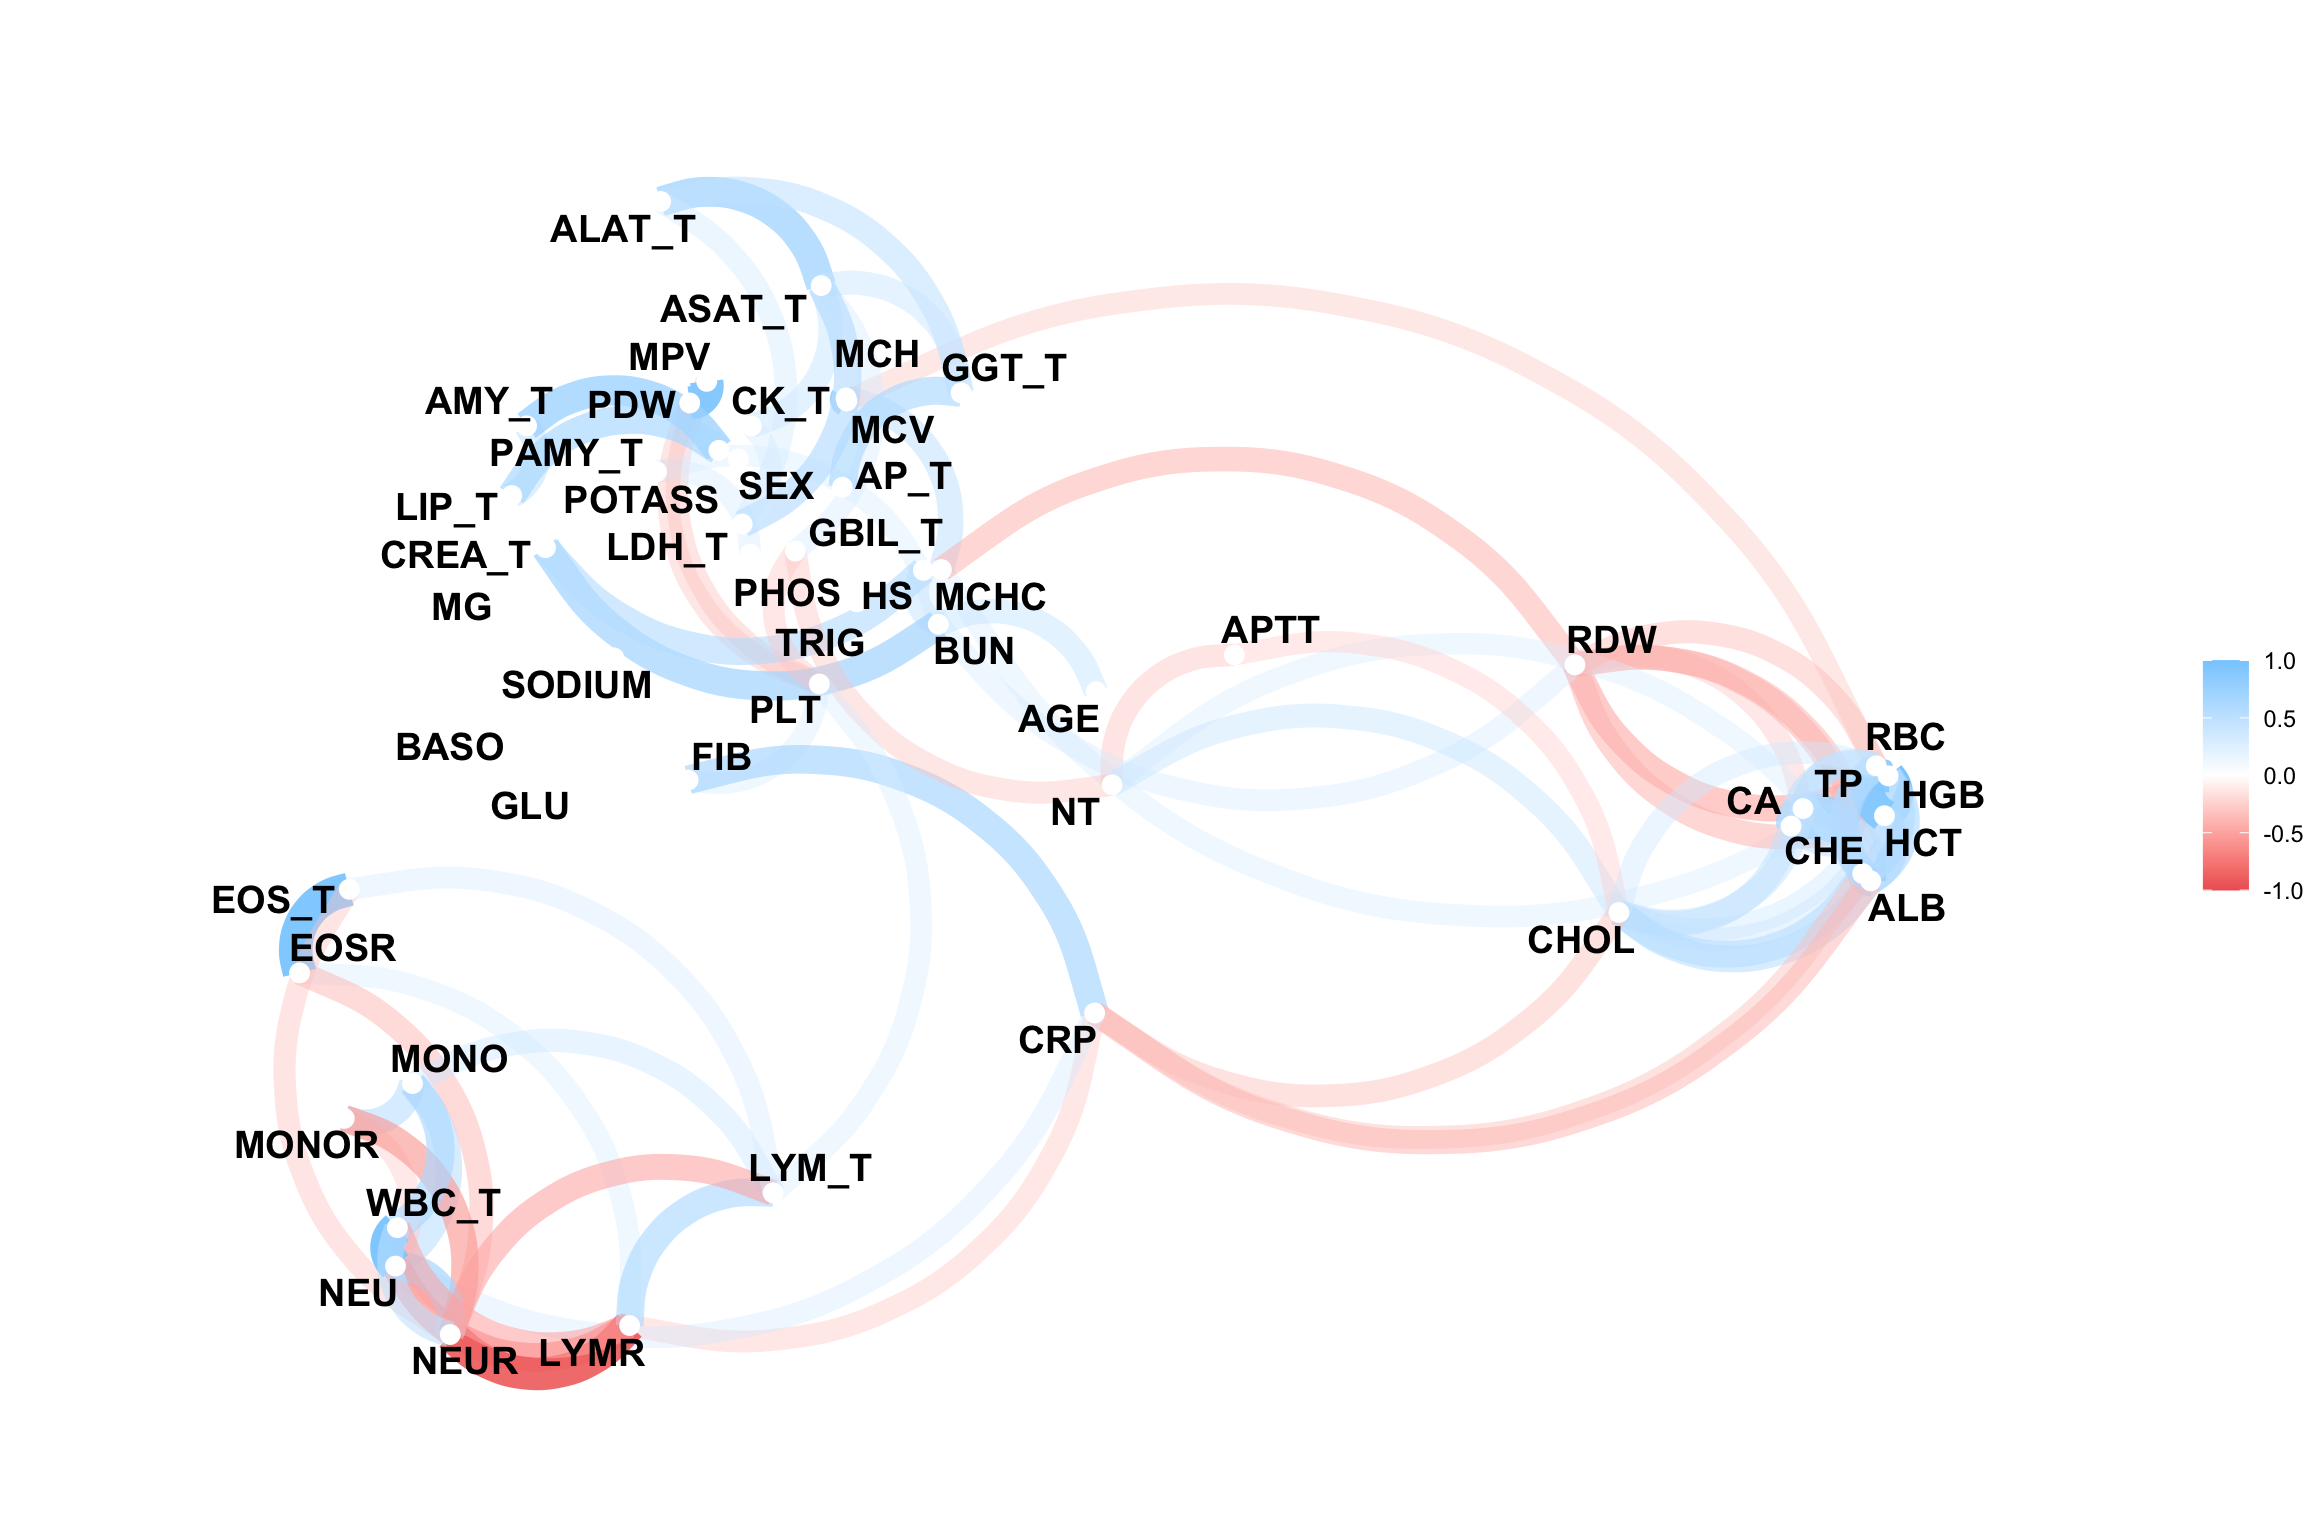 ALAT_T
ASAT_T
MPV
MCH
GGT_T
AMY_T
PDW
CK_T
MCV
PAMY_T
AP_T
SEX
LIP_T
POTASS
GBIL_T
CREA_T
LDH_T
MG
PHOS
HS
MCHC
TRIG
BUN
APTT
RDW
SODIUM
PLT
AGE
BASO
FIB
RBC
GLU
NT
CA
TP
HGB
CHE
HCT
EOS_T
ALB
EOSR
CHOL
MONO
CRP
MONOR
LYM_T
WBC_T
NEU
NEUR
LYMR
1.0
0.5
0.0
-0.5
-1.0